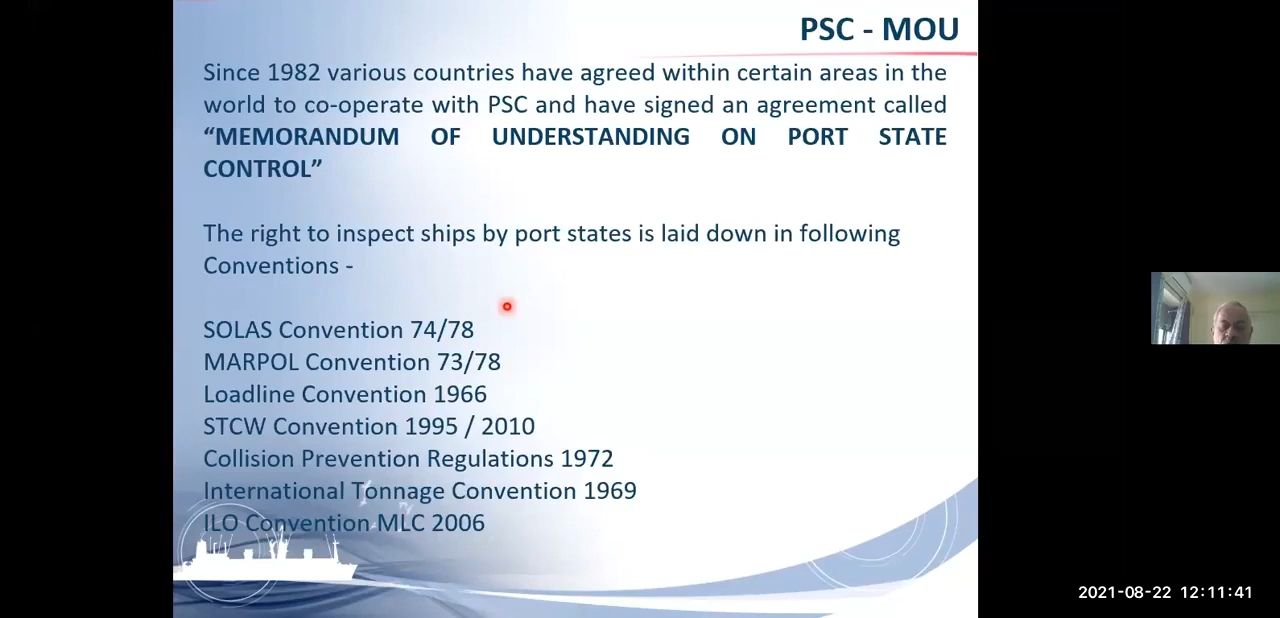 PSC - MOU
Since 1982 various countries have agreed within certain areas in the
world to co-operate with PSC and have signed an agreement called
“MEMORANDUM OF UNDERSTANDING ON PORT STATE
CONTROL”
The right to inspect ships by port states is laid down in following
Conventions -
SOLAS Convention 74/78
MARPOL Convention 73/78
Loadline Convention 1966
STCW Convention 1995 / 2010
Collision Prevention Regulations 1972
International Tonnage Convention 1969
ILO Convention MLC 2006
2021-08-22 12:11:41